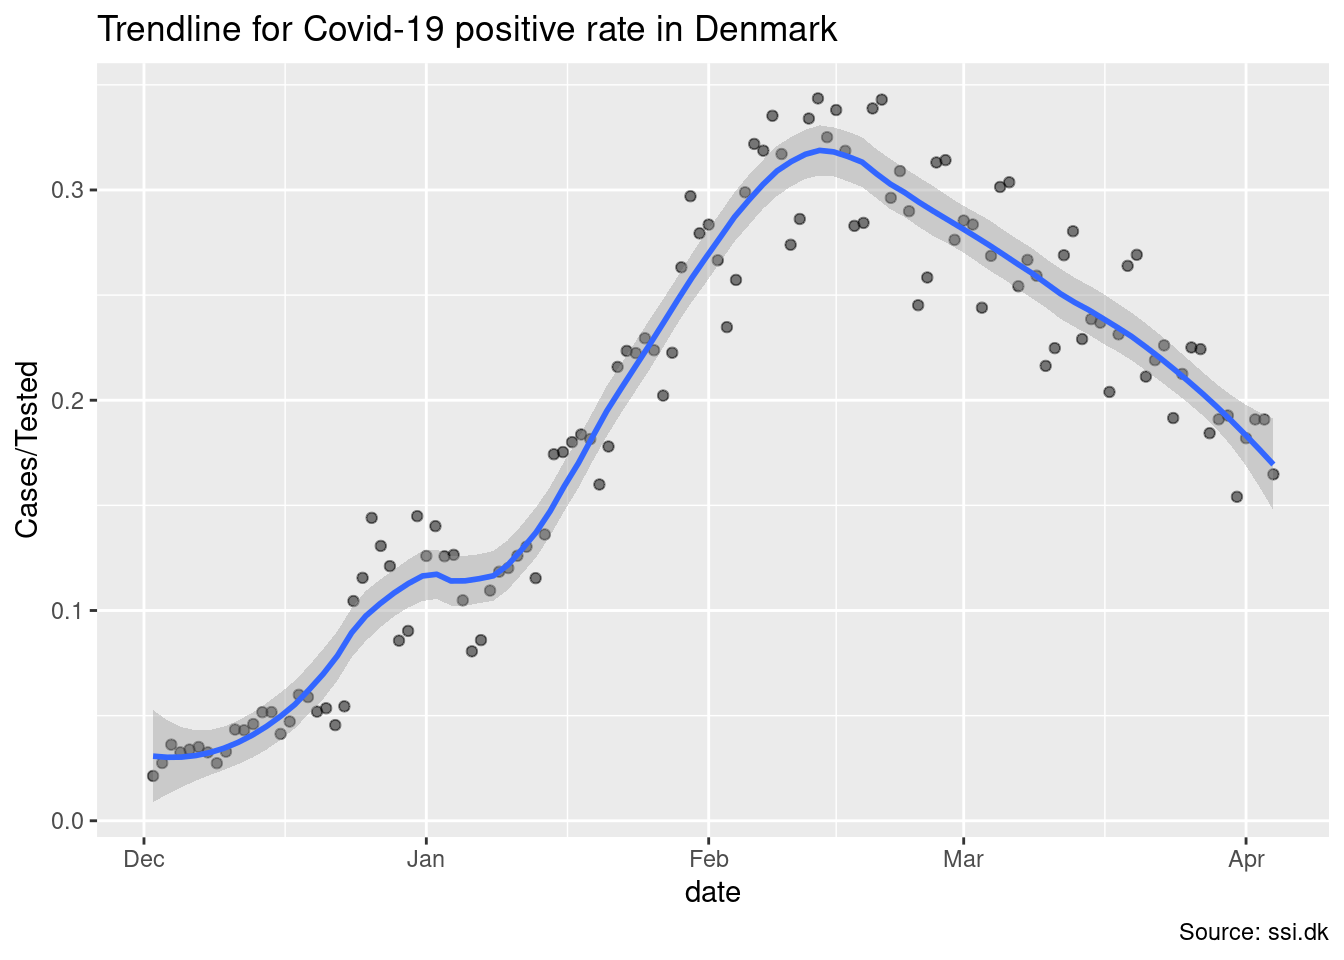 Trendline for Covid-19 positive rate in Denmark
Cases/Tested
0.3
0.2
0.1
0.0
Dec Jan Feb Mar Apr
date
Source: ssi.dk